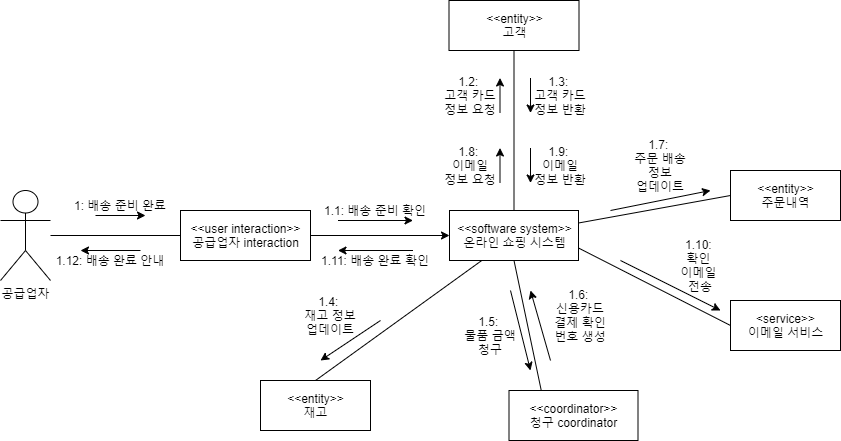 <<entity>>
고객
1.2:
고객 카드
정보 요청
1.3:
고객 카드
정보 반환
1.8:
이메일
정보 요청
1.9:
이메일
정보 반환
1.7:
주문 배송
정보
업데이트
<<entity>>
주문내역
1: 배송 준비 완료
1.12: 배송 완료 안내
공급업자
<<user interaction>>
공급업자 interaction
1.1: 배송 준비 확인
1.11: 배송 완료 확인
<<software system>>
온라인 쇼핑 시스템
1.10:
확인
이메일
전송
<service>>
이메일 서비스
1.4:
재고 정보
업데이트
1.5:
물품 금액
청구
1.6:
신용카드
결제 확인
번호 생성
<<entity>>
재고
<<coordinator>>
청구 coordinator